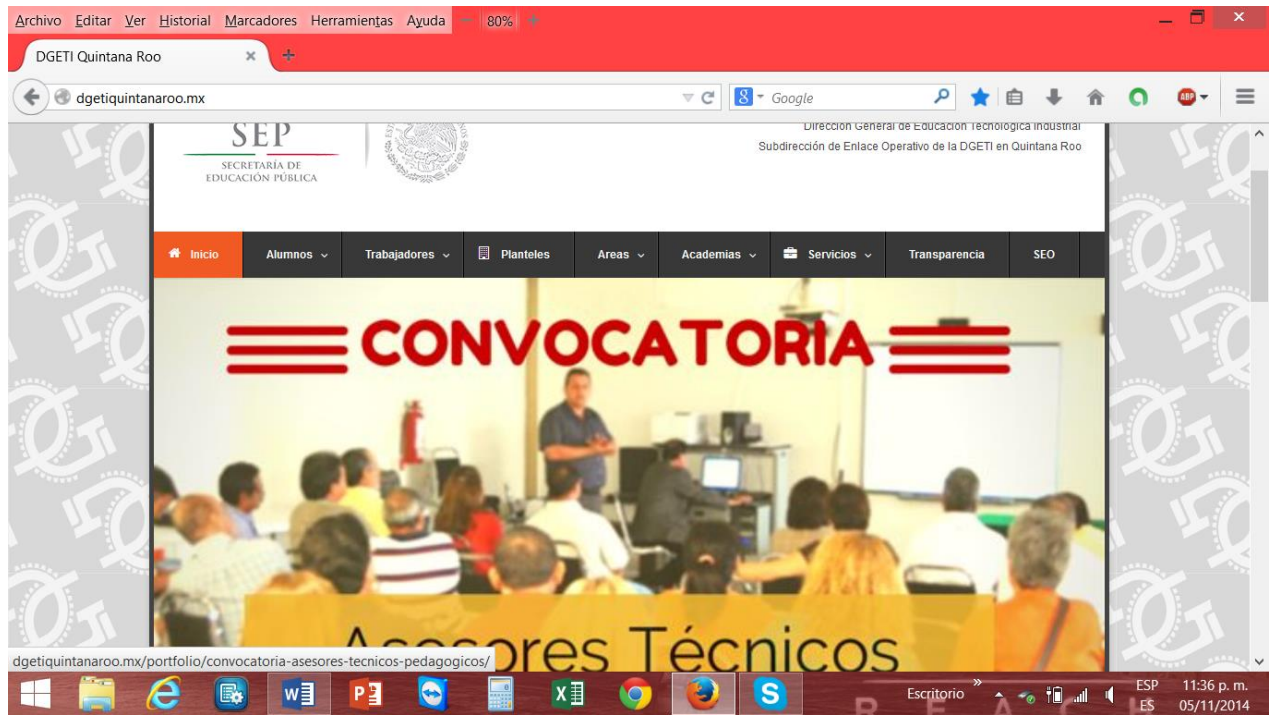 Archivo Editar Ver Historial Marcadores Herramientas Ayuda - 80% +
DGETI Quintana Roo × +
dgetiquintanaroo.mx
8 Google
ABP
Dirección General de Educación Tecnológica Industrial
SEP
Subdirección de Enlace Operativo de la DGETI en Quintana Roo
SECRETARÍA DE
EDUCACIÓN PÚBLICA
Inicio Alumnos Trabajadores Planteles Areas Academias Servicios Transparencia SEO
CONVOCATORIA
Asesores Técnicos
dgetiquintanaroo.mx/portfolio/convocatoria-asesores-tecnicos-pedagogicos/
Escritorio » ESP 11:36 p. m.
ES 05/11/2014